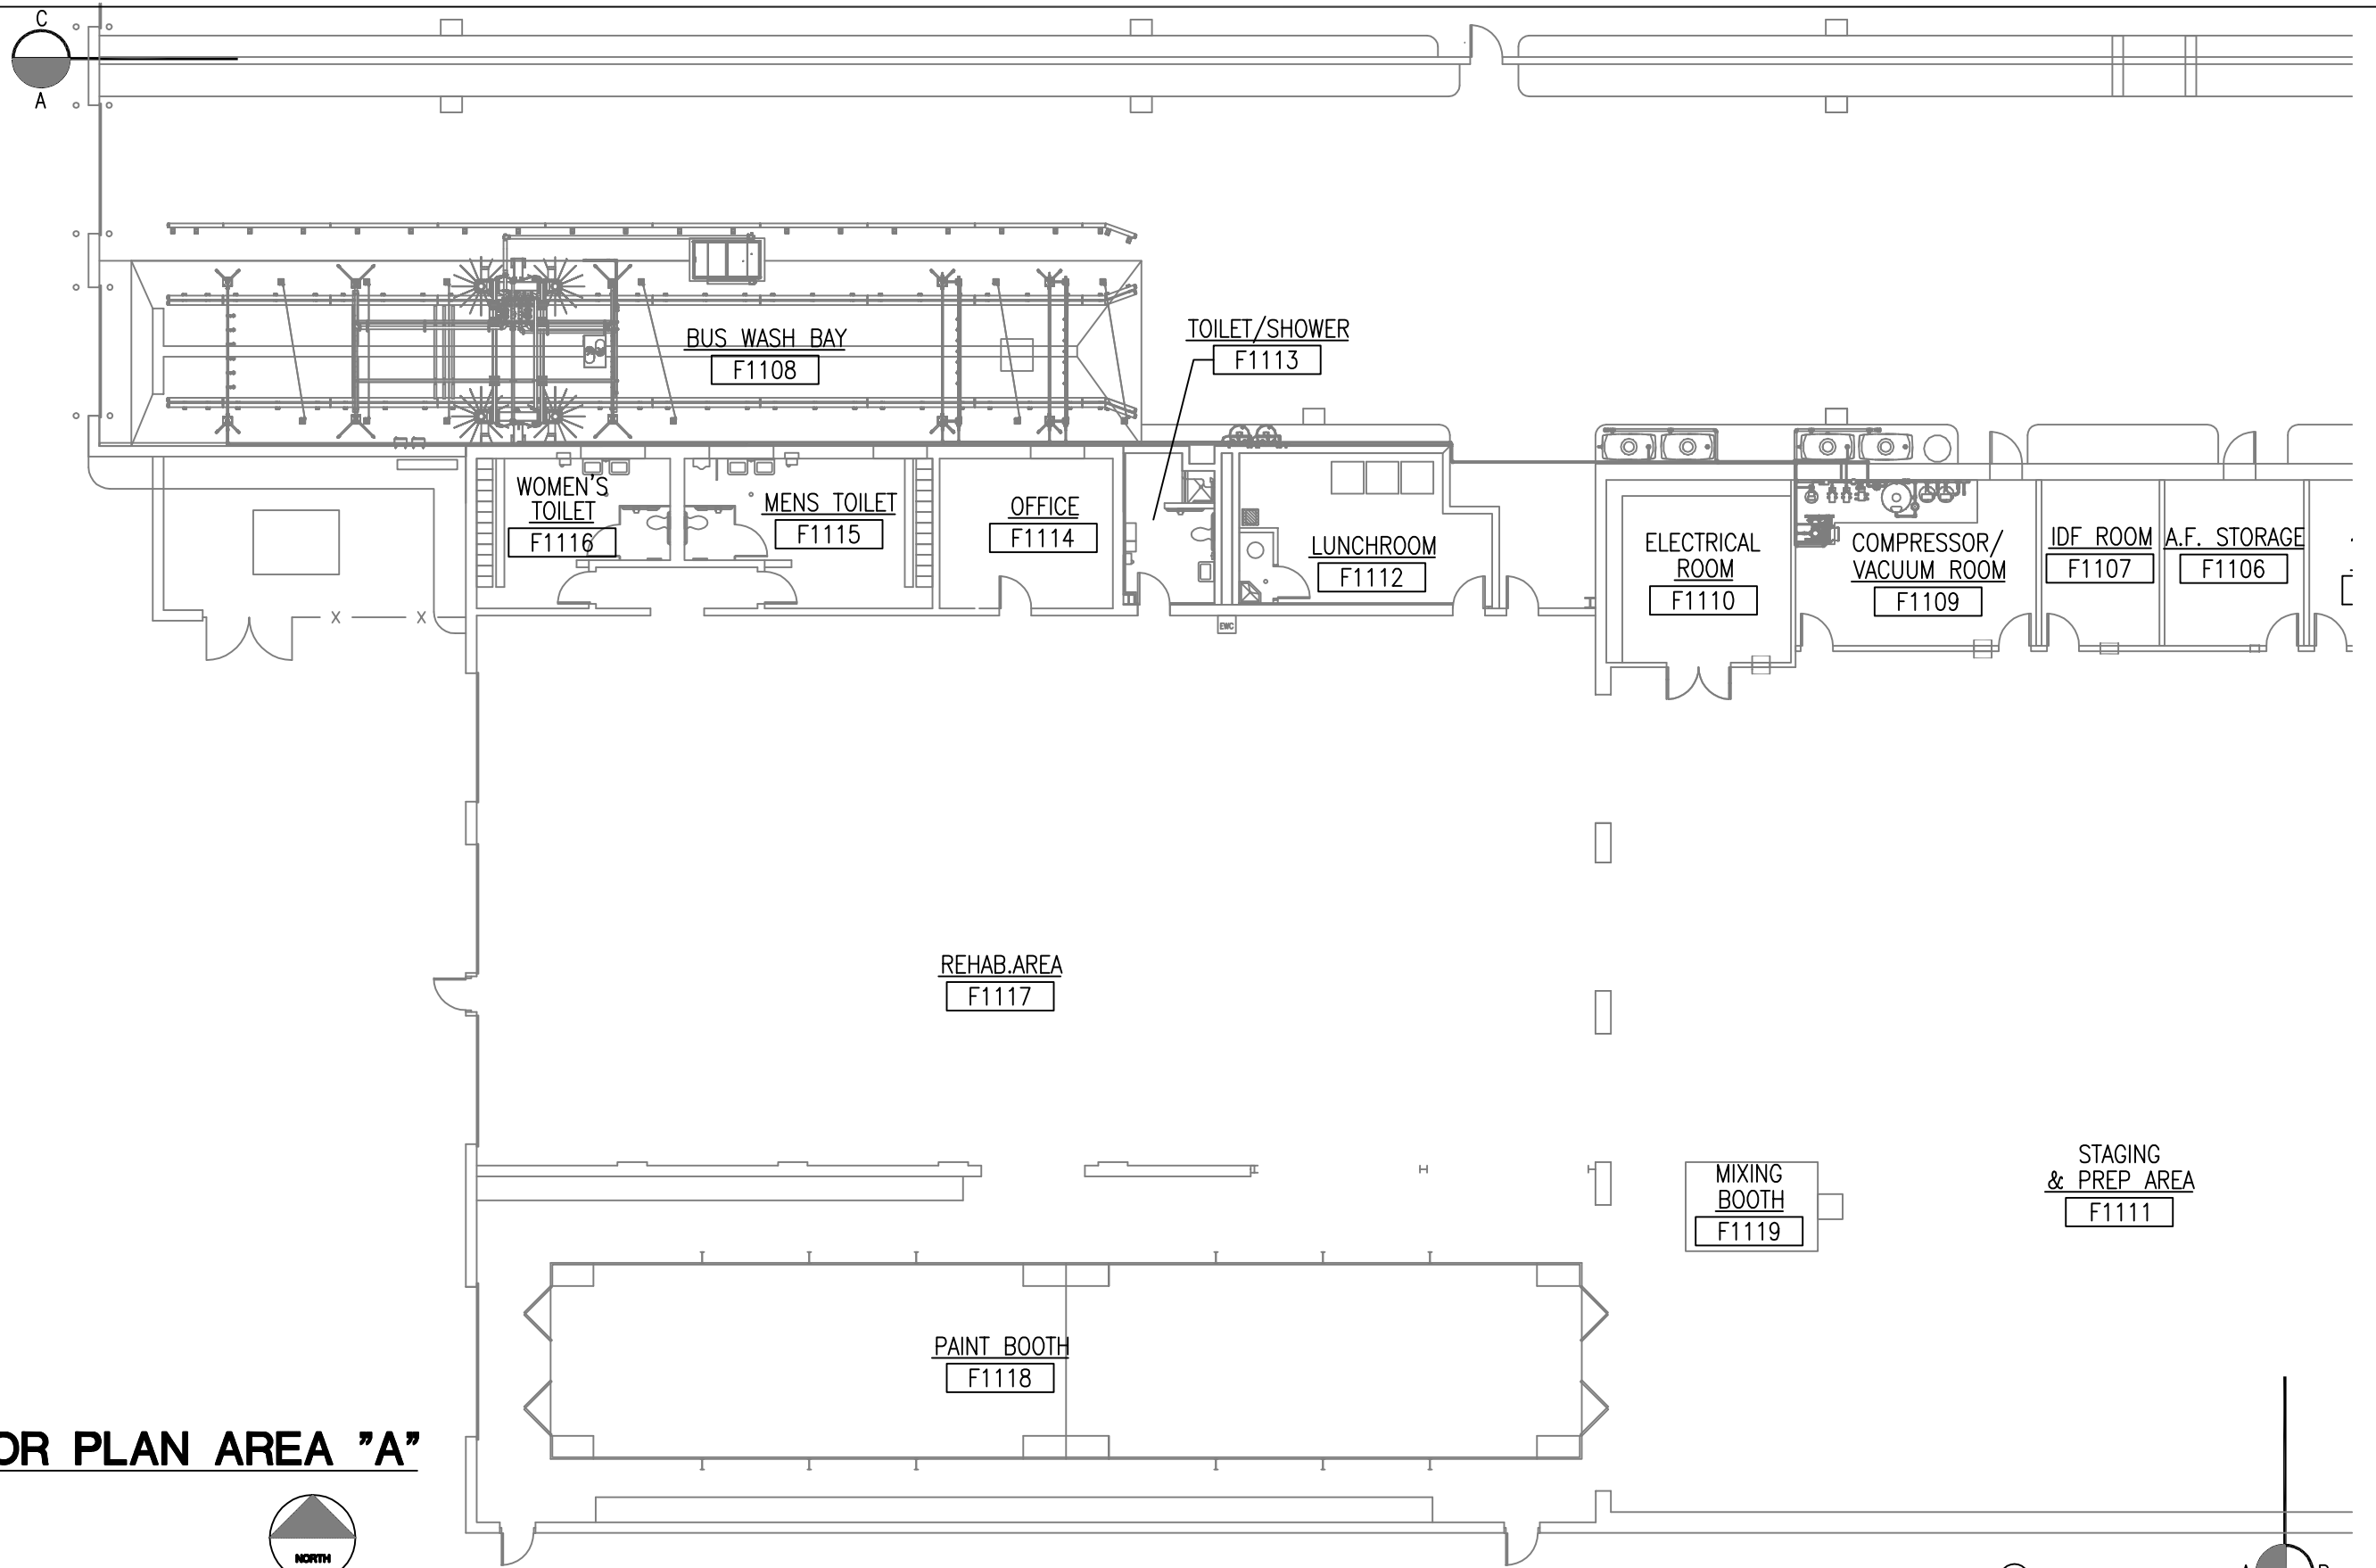 C
A
BUS WASH BAY
F1108
TOILET/SHOWER
F1113
WOMEN'S
TOILET
F1116
MENS TOILET
F1115
OFFICE
F1114
LUNCHROOM
F1112
ELECTRICAL
ROOM
F1110
COMPRESSOR/
VACUUM ROOM
F1109
IDF ROOM
F1107
A.F. STORAGE
F1106
X
X
EWC
REHAB.AREA
F1117
MIXING
BOOTH
F1119
STAGING
& PREP AREA
F1111
PAINT BOOTH
F1118
OR PLAN AREA "A"
NORTH